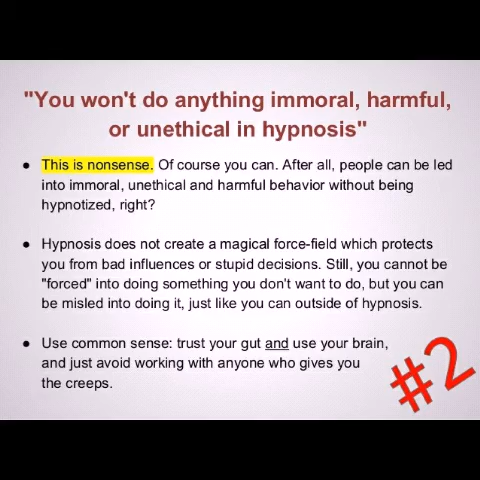 "You won't do anything immoral, harmful,
or unethical in hypnosis"
● This is nonsense. Of course you can. After all, people can be led
into immoral, unethical and harmful behavior without being
hypnotized, right?
● Hypnosis does not create a magical force-field which protects
you from bad influences or stupid decisions. Still, you cannot be
"forced" into doing something you don't want to do, but you can
be misled into doing it, just like you can outside of hypnosis.
● Use common sense: trust your gut and use your brain,
and just avoid working with anyone who gives you
the creeps.
#2